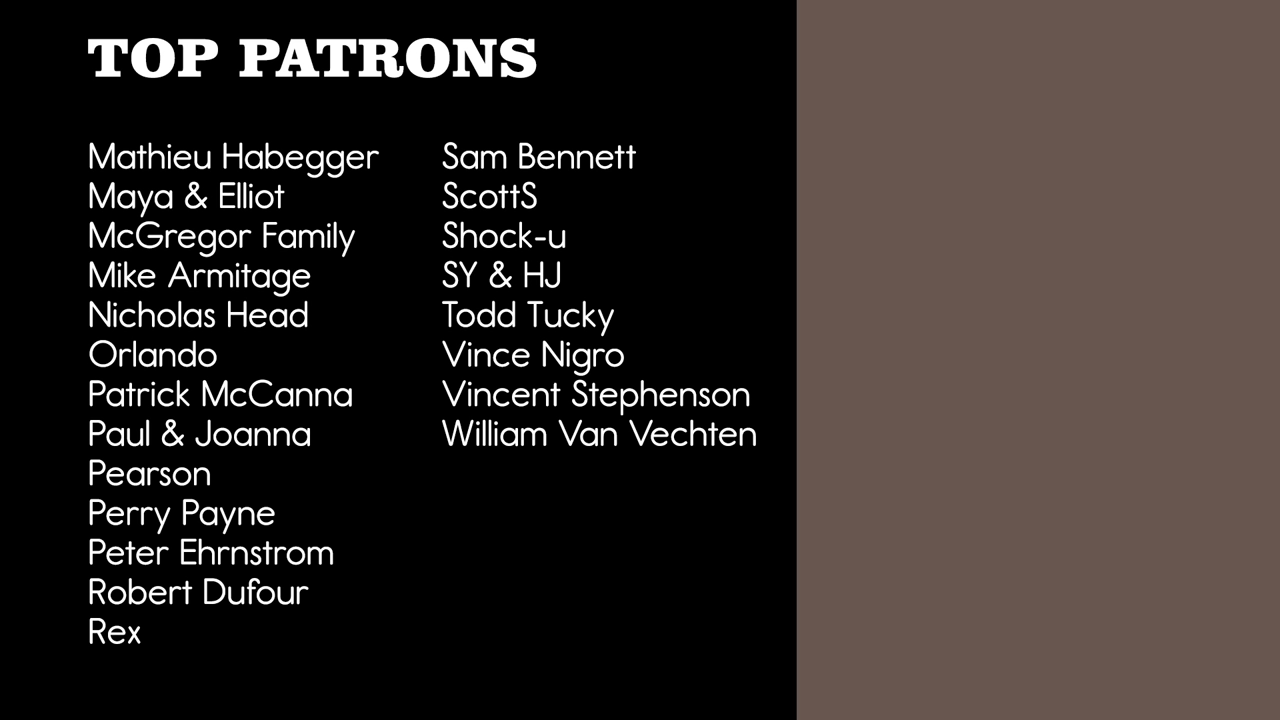 TOP PATRONS
Mathieu Habegger
Maya & Elliot
McGregor Family
Mike Armitage
Nicholas Head
Orlando
Patrick McCanna
Paul & Joanna
Pearson
Perry Payne
Peter Ehrnstrom
Robert Dufour
Rex
Sam Bennett
ScottS
Shock-u
SY & HJ
Todd Tucky
Vince Nigro
Vincent Stephenson
William Van Vechten